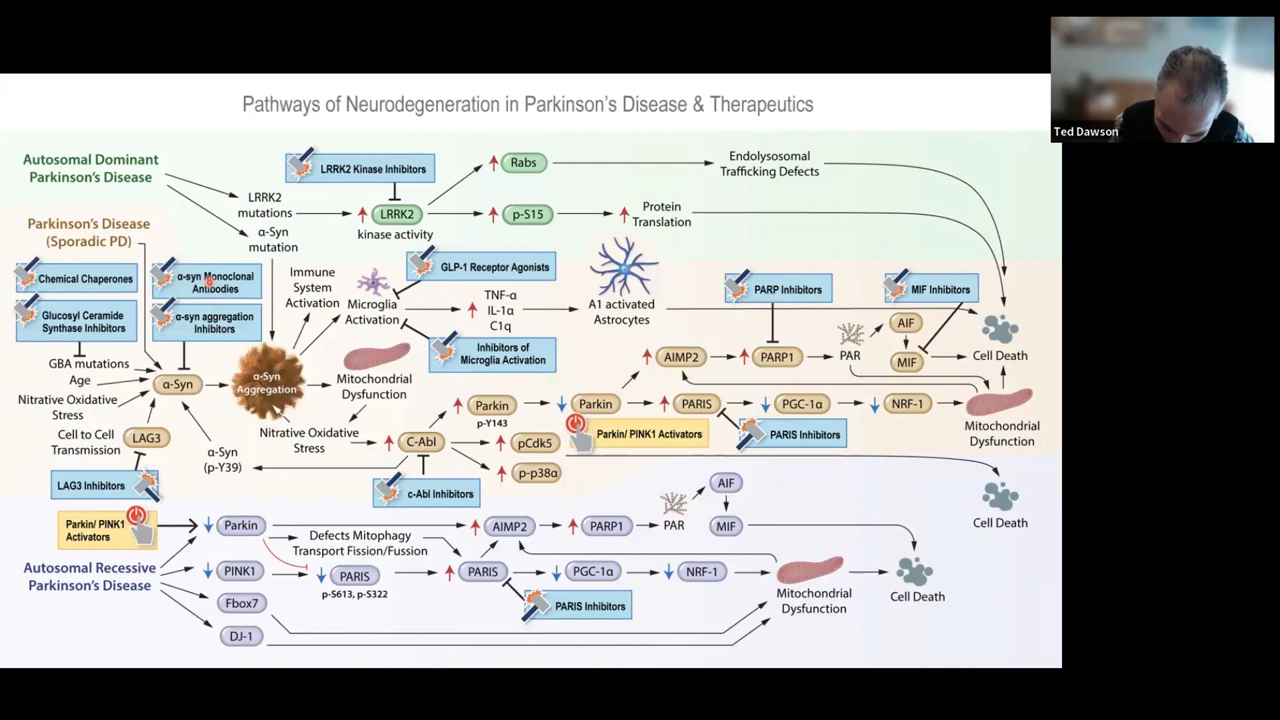 Ted Dawson
Pathways of Neurodegeneration in Parkinson's Disease & Therapeutics
Autosomal Dominant
Parkinson's Disease
LRRK2 Kinase Inhibitors
Rabs
Endolysosomal
Trafficking Defects
LRRK2
mutations
LRRK2
kinase activity
p-S15
Protein
Translation
α-Syn
mutation
Parkinson's Disease
(Sporadic PD)
Chemical Chaperones
α-syn Monoclonal
Antibodies
Glucosyl Ceramide
Synthase Inhibitors
α-syn aggregation
Inhibitors
Immune
System
Activation
Microglia
Activation
GLP-1 Receptor Agonists
TNF-α
IL-1α
C1q
A1 activated
Astrocytes
PARP Inhibitors
MIF Inhibitors
Inhibitors of
Microglia Activation
GBA mutations
Age
Nitrative Oxidative
Stress
α-Syn
α-Syn
Aggregation
Mitochondrial
Dysfunction
AIMP2
PARP1
PAR
AIF
MIF
Cell Death
Cell to Cell
Transmission
LAG3
Nitrative Oxidative
Stress
α-Syn
(p-Y39)
C-Abl
Parkin
p-Y143
pCdk5
p-p38α
Parkin
PARIS
PGC-1α
NRF-1
Mitochondrial
Dysfunction
Parkin/ PINK1 Activators
PARIS Inhibitors
LAG3 Inhibitors
c-Abl Inhibitors
Cell Death
Parkin/ PINK1
Activators
Parkin
AIMP2
PARP1
PAR
AIF
MIF
Defects Mitophagy
Transport Fission/Fussion
Autosomal Recessive
Parkinson's Disease
PINK1
PARIS
p-S613, p-S322
PARIS
PGC-1α
NRF-1
Mitochondrial
Dysfunction
Cell Death
PARIS Inhibitors
Fbox7
DJ-1